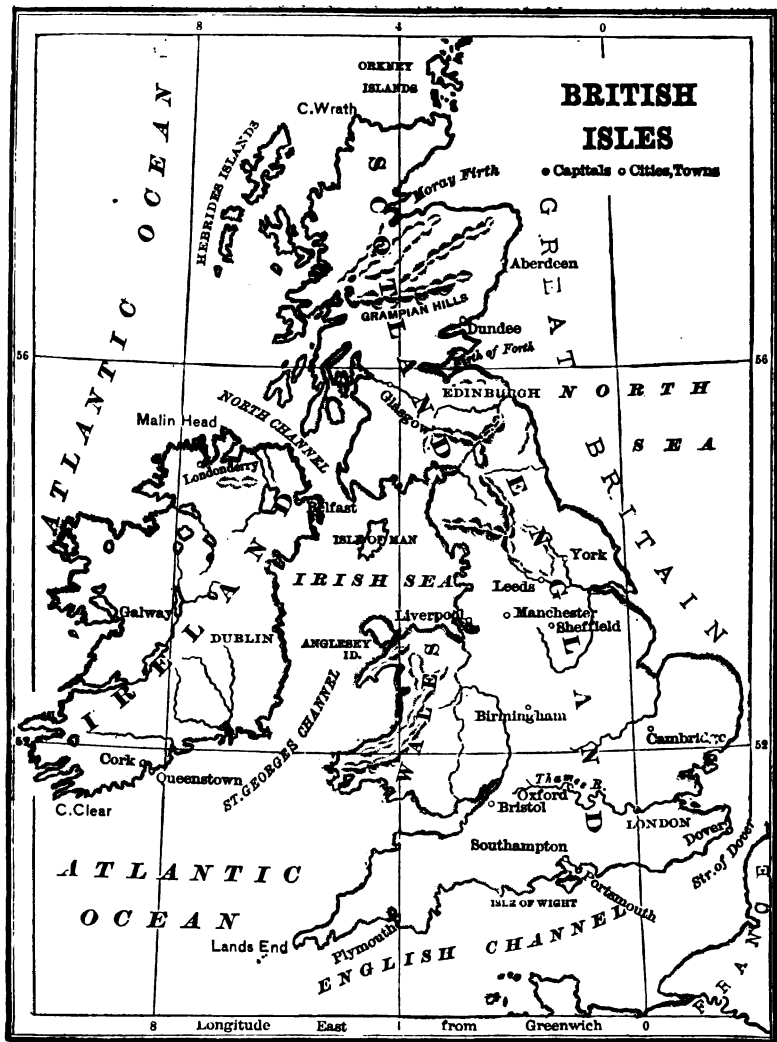 8 4 0
ORKNEY
ISLANDS
C. Wrath
BRITISH
ISLES
Capitals Cities, Towns
ATLANTIC OCEAN
HEBRIDES ISLANDS
SCOTLAND
Moray Firth
GREAT BRITAIN
Aberdeen
GRAMPIAN HILLS
Dundee
Firth of Forth
56 56
EDINBURGH
NORTH
SEA
Glasgow
NORTH CHANNEL
Malin Head
Londonderry
Belfast
ISLE OF MAN
ENGLAND
York
IRISH SEA
Leeds
IRELAND
Galway
Liverpool
Manchester
Sheffield
DUBLIN
ANGLESEY
ID.
WALES
ST. GEORGES CHANNEL
Birmingham
Cambridge
52 52
Cork
Queenstown
C. Clear
Thames R.
Oxford
Bristol
LONDON
Dover
Str. of Dover
Southampton
Portsmouth
ATLANTIC
OCEAN
ISLE OF WIGHT
Lands End
Plymouth
ENGLISH CHANNEL
FRANCE
8 Longitude East 4 from Greenwich 0